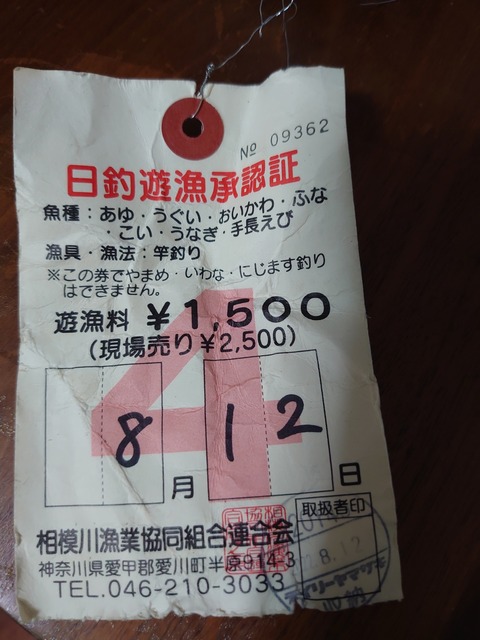 № 09362
日釣遊漁承認証
魚種：あゆ・うぐい・おいかわ・ふな
・こい・うなぎ・手長えび
漁具・漁法：竿釣り
※この券でやまめ・いわな・にじます釣り
はできません。
遊漁料 ￥1,500
(現場売り￥2,500)
4
8 月 12 日
取扱者印
8.12
相模川漁業協同組合連合会
神奈川県愛甲郡愛川町半原914-3
TEL.046-210-3033